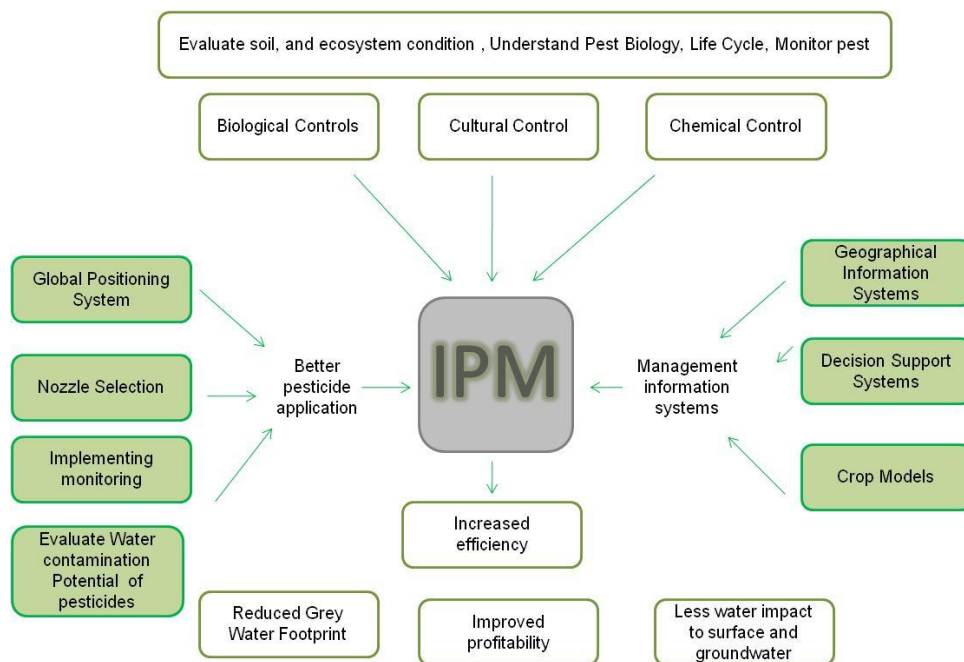 Evaluate soil, and ecosystem condition , Understand Pest Biology, Life Cycle, Monitor pest
Biological Controls
Cultural Control
Chemical Control
Global Positioning
System
Nozzle Selection
Implementing
monitoring
Evaluate Water
contamination
Potential of
pesticides
Better
pesticide
application
IPM
Management
information
systems
Geographical
Information
Systems
Decision Support
Systems
Crop Models
Increased
efficiency
Reduced Grey
Water Footprint
Improved
profitability
Less water impact
to surface and
groundwater